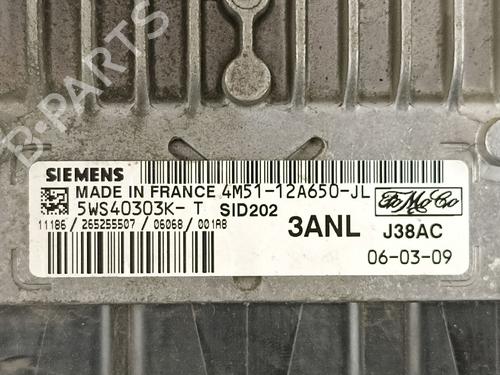 B-PARTS
SIEMENS
MADE IN FRANCE 4M51-12A650-JL
5WS40303K- T SID202 3ANL FoMoCo J38AC
11186 / 265255507 / 06068 / 001AB 06-03-09